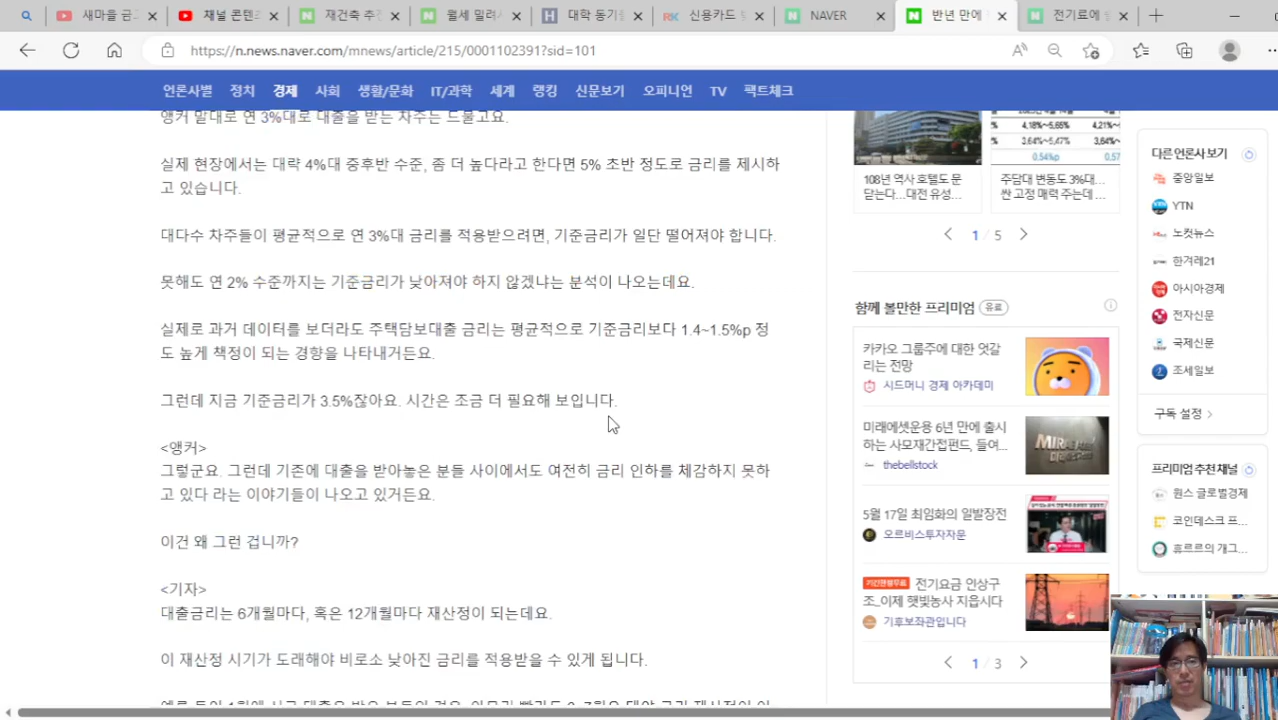 새마을 금
채널 콘텐
재건축 추
월세 밀려
대학 동기
신용카드
NAVER
반년 만에
전기료에
https://n.news.naver.com/mnews/article/215/0001102391?sid=101
언론사별 정치 경제 사회 생활/문화 IT/과학 세계 랭킹 신문보기 오피니언 TV 팩트체크
앵커 말대로 연 3%대로 대출을 받는 차주는 드물고요.
실제 현장에서는 대략 4%대 중후반 수준, 좀 더 높다라고 한다면 5% 초반 정도로 금리를 제시하
고 있습니다.
대다수 차주들이 평균적으로 연 3%대 금리를 적용받으려면, 기준금리가 일단 떨어져야 합니다.
못해도 연 2% 수준까지는 기준금리가 낮아져야 하지 않겠냐는 분석이 나오는데요.
실제로 과거 데이터를 보더라도 주택담보대출 금리는 평균적으로 기준금리보다 1.4~1.5%p 정
도 높게 책정이 되는 경향을 나타내거든요.
그런데 지금 기준금리가 3.5%잖아요. 시간은 조금 더 필요해 보입니다.
<앵커>
그렇군요. 그런데 기존에 대출을 받아놓은 분들 사이에서도 여전히 금리 인하를 체감하지 못하
고 있다 라는 이야기들이 나오고 있거든요.
이건 왜 그런 겁니까?
<기자>
대출금리는 6개월마다, 혹은 12개월마다 재산정이 되는데요.
이 재산정 시기가 도래해야 비로소 낮아진 금리를 적용받을 수 있게 됩니다.
4.18%~5.66% 4.21%~
3.64%~5.47% 3.64%~
0.54%p 0.57
108년 역사 호텔도 문
닫는다...대전 유성...
주담대 변동도 3%대...
싼 고정 매력 주는데 ...
1 / 5
함께 볼만한 프리미엄 유료
카카오 그룹주에 대한 엇갈
리는 전망
시드머니 경제 아카데미
미래에셋운용 6년 만에 출시
하는 사모재간접펀드, 들여...
thebellstock
5월 17일 최임화의 일발장전
오르비스투자자문
기간한정무료 전기요금 인상구
조_이제 햇빛농사 지읍시다
기후보좌관입니다
1 / 3
다른 언론사 보기
중앙일보
YTN
노컷뉴스
한겨레21
아시아경제
전자신문
국제신문
조세일보
구독 설정
프리미엄 추천 채널
원스 글로벌경제
코인데스크 프...
휴르르의 개그...